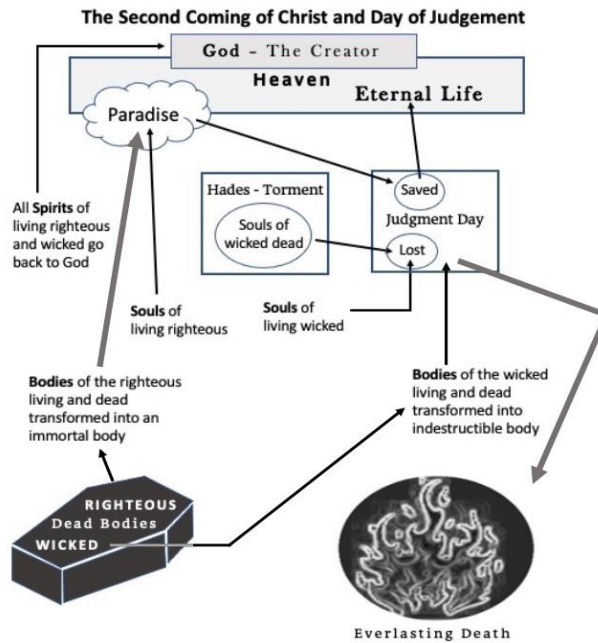 The Second Coming of Christ and Day of Judgement
God – The Creator
Heaven
Eternal Life
Paradise
Hades - Torment
Souls of
wicked dead
Saved
Judgment Day
Lost
All Spirits of
living righteous
and wicked go
back to God
Souls of
living righteous
Souls of
living wicked
Bodies of the righteous
living and dead
transformed into an
immortal body
Bodies of the wicked
living and dead
transformed into
indestructible body
RIGHTEOUS
Dead Bodies
WICKED
Everlasting Death